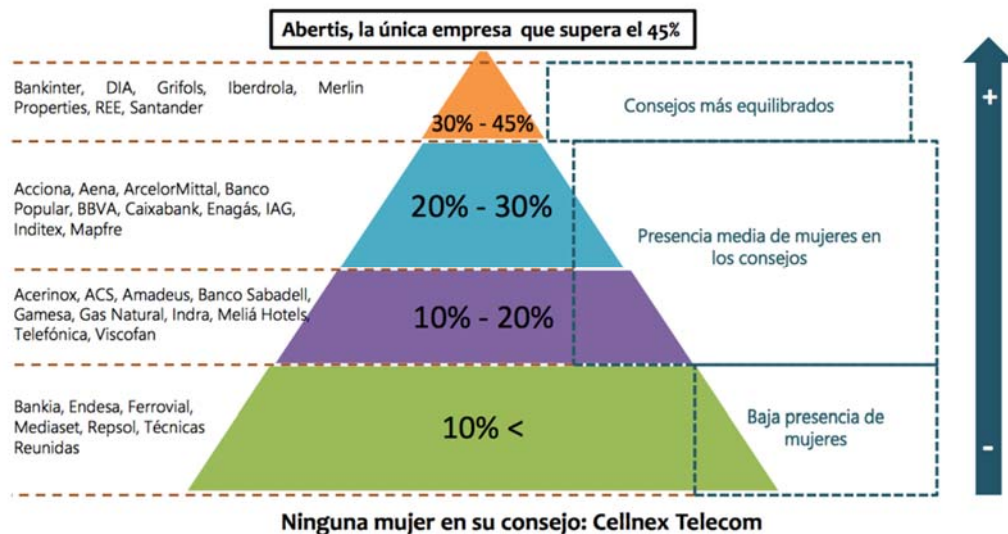 Abertis, la única empresa que supera el 45%
Bankinter, DIA, Grifols, Iberdrola, Merlin
Properties, REE, Santander
30% - 45%
Consejos más equilibrados
+
Acciona, Aena, ArcelorMittal, Banco
Popular, BBVA, Caixabank, Enagás, IAG,
Inditex, Mapfre
20% - 30%
Presencia media de mujeres en
los consejos
Acerinox, ACS, Amadeus, Banco Sabadell,
Gamesa, Gas Natural, Indra, Meliá Hotels,
Telefónica, Viscofan
10% - 20%
Bankia, Endesa, Ferrovial,
Mediaset, Repsol, Técnicas
Reunidas
10% <
Baja presencia de
mujeres
-
Ninguna mujer en su consejo: Cellnex Telecom